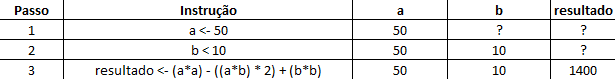 Passo Instrução a b resultado
1 a <- 50 50 ? ?
2 b < 10 50 10 ?
3 resultado <- (a*a) - ((a*b) * 2) + (b*b) 50 10 1400